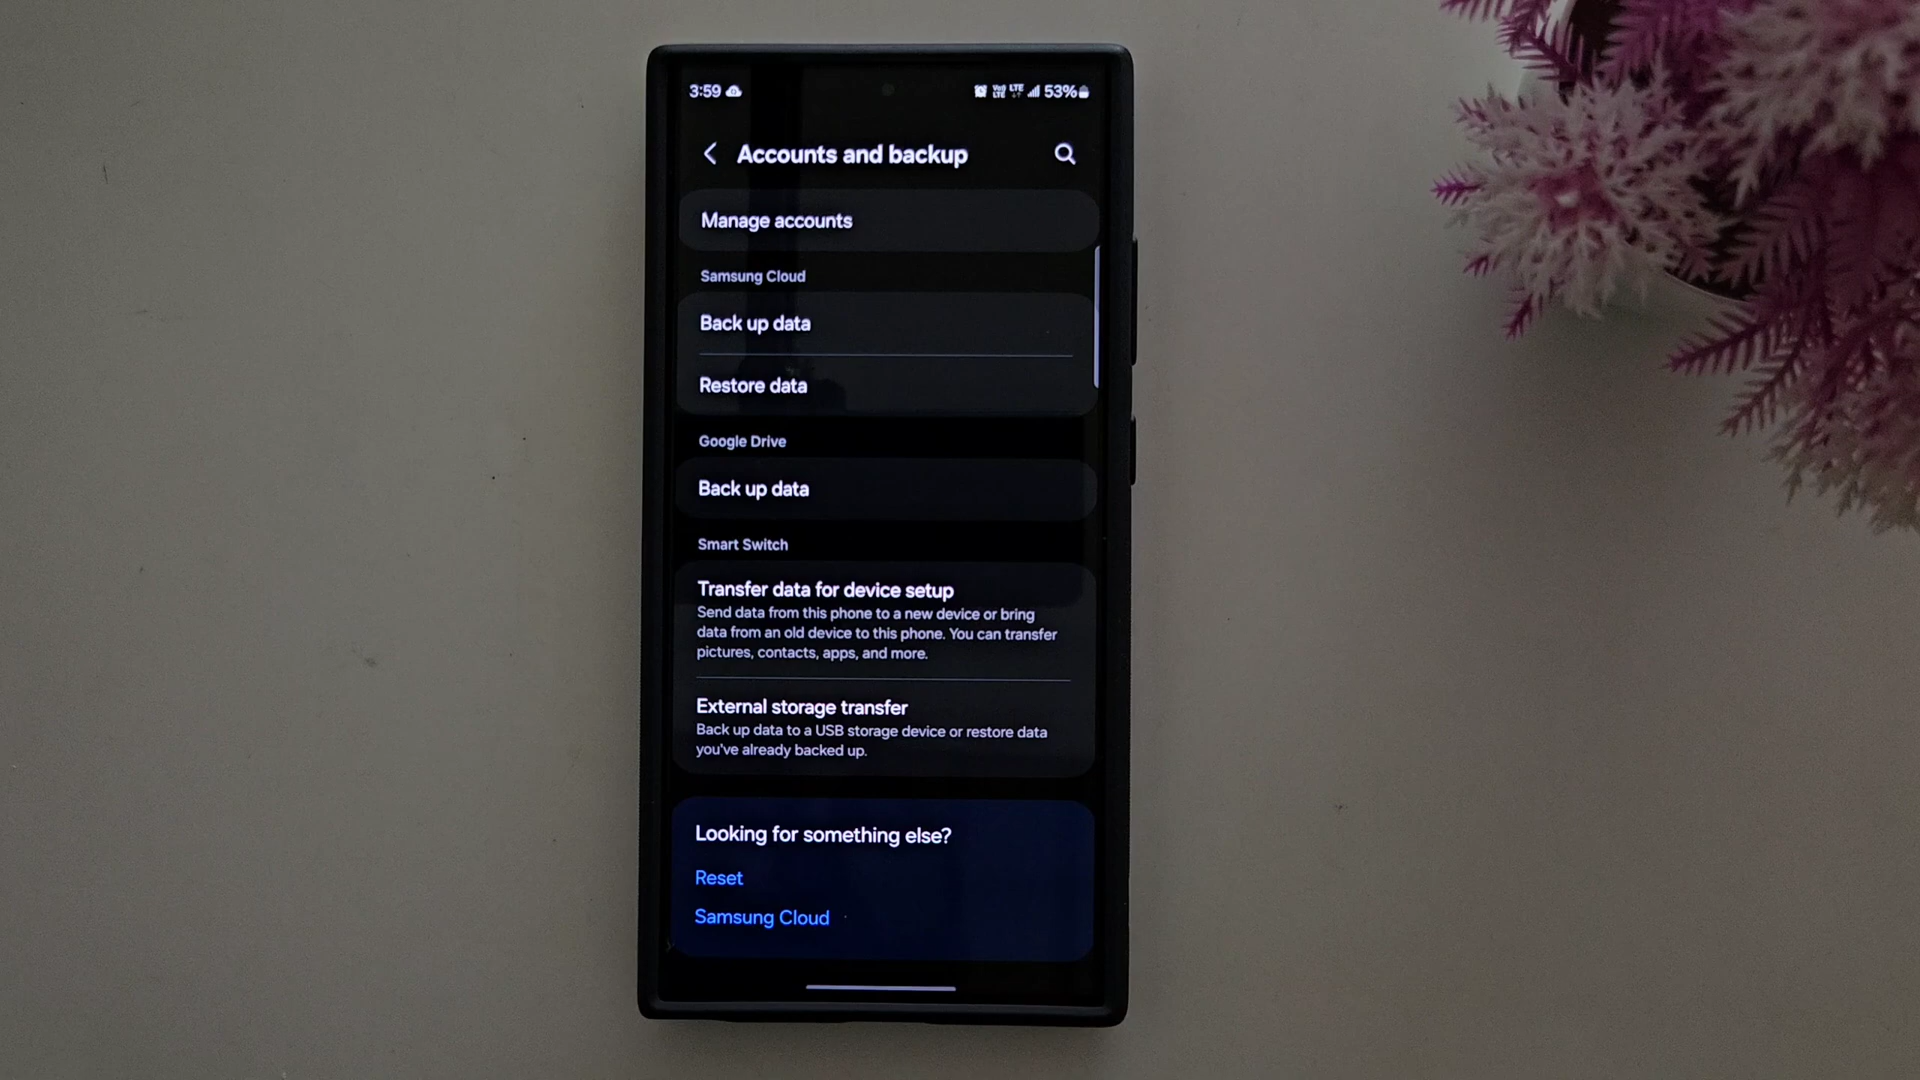 3:59
VoD LTE
LTE
53%
Accounts and backup
Manage accounts
Samsung Cloud
Back up data
Restore data
Google Drive
Back up data
Smart Switch
Transfer data for device setup
Send data from this phone to a new device or bring
data from an old device to this phone. You can transfer
pictures, contacts, apps, and more.
External storage transfer
Back up data to a USB storage device or restore data
you've already backed up.
Looking for something else?
Reset
Samsung Cloud